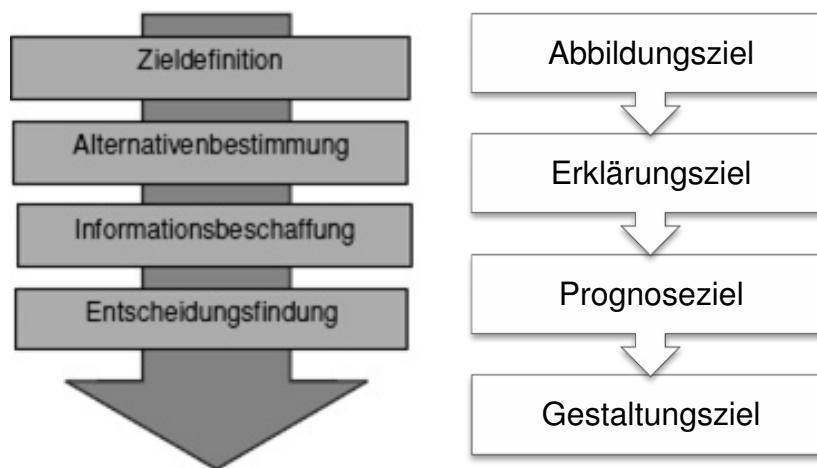 Zieldefinition
Alternativenbestimmung
Informationsbeschaffung
Entscheidungsfindung
Abbildungsziel
Erklärungsziel
Prognoseziel
Gestaltungsziel